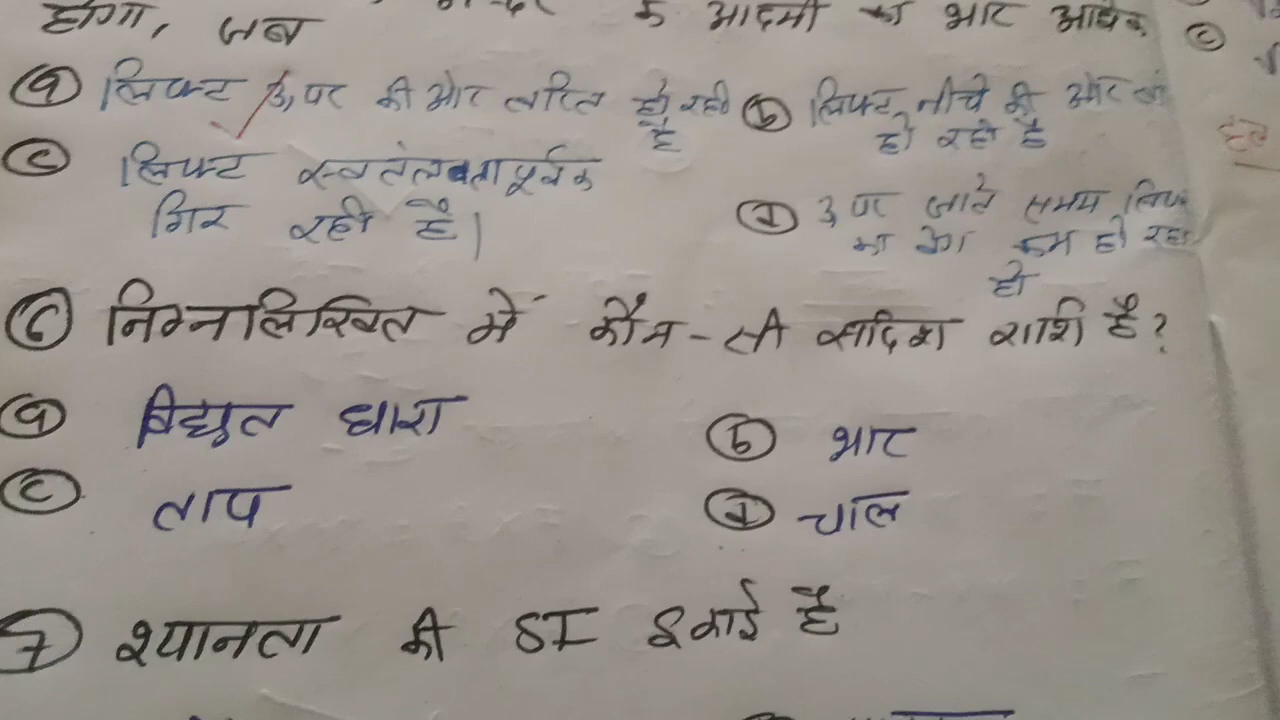 होगा, जब के आदमी का भार अधिक
ⓐ लिफ्ट ऊपर की ओर त्वरित हो रही है ⓑ लिफ्ट नीचे की ओर
हो रही है
ⓒ लिफ्ट स्वतंत्रतापूर्वक
गिर रही है।
ⓓ ऊपर जाते समय लिफ्ट
का वेग कम हो रहा
हो
⑥ निम्नलिखित में कौन-सी सदिश राशि है?
ⓐ विद्युत धारा ⓑ भार
ⓒ ताप ⓓ चाल
⑦ श्यानता की SI इकाई है